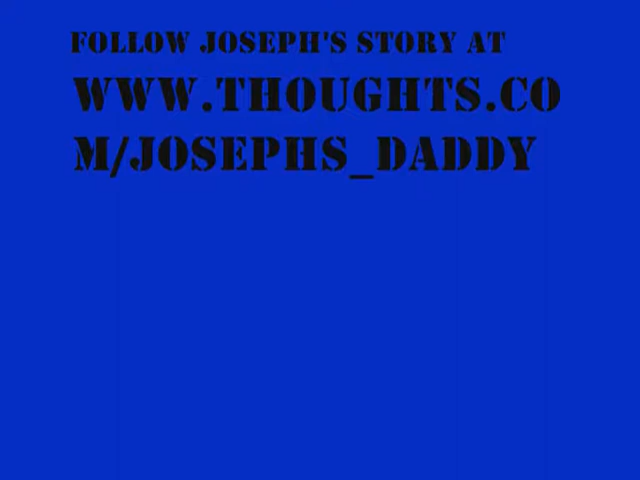 FOLLOW JOSEPH'S STORY AT
WWW.THOUGHTS.CO
M/JOSEPHS_DADDY